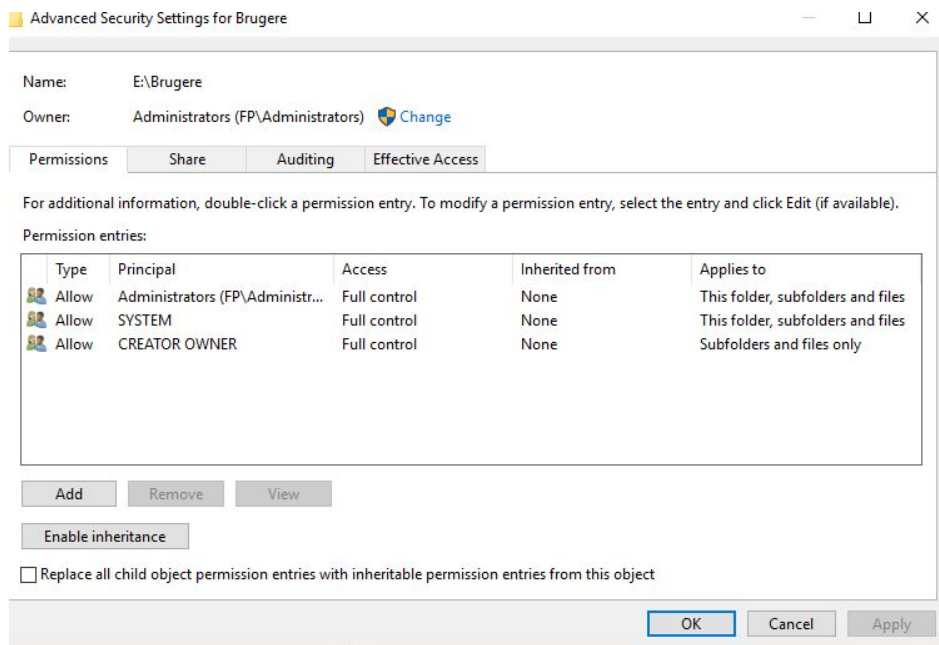 Advanced Security Settings for Brugere
Name: E:\Brugere
Owner: Administrators (FP\Administrators) Change
Permissions Share Auditing Effective Access
For additional information, double-click a permission entry. To modify a permission entry, select the entry and click Edit (if available).
Permission entries:
Type Principal Access Inherited from Applies to
Allow Administrators (FP\Administr... Full control None This folder, subfolders and files
Allow SYSTEM Full control None This folder, subfolders and files
Allow CREATOR OWNER Full control None Subfolders and files only
Add Remove View
Enable inheritance
Replace all child object permission entries with inheritable permission entries from this object
OK Cancel Apply